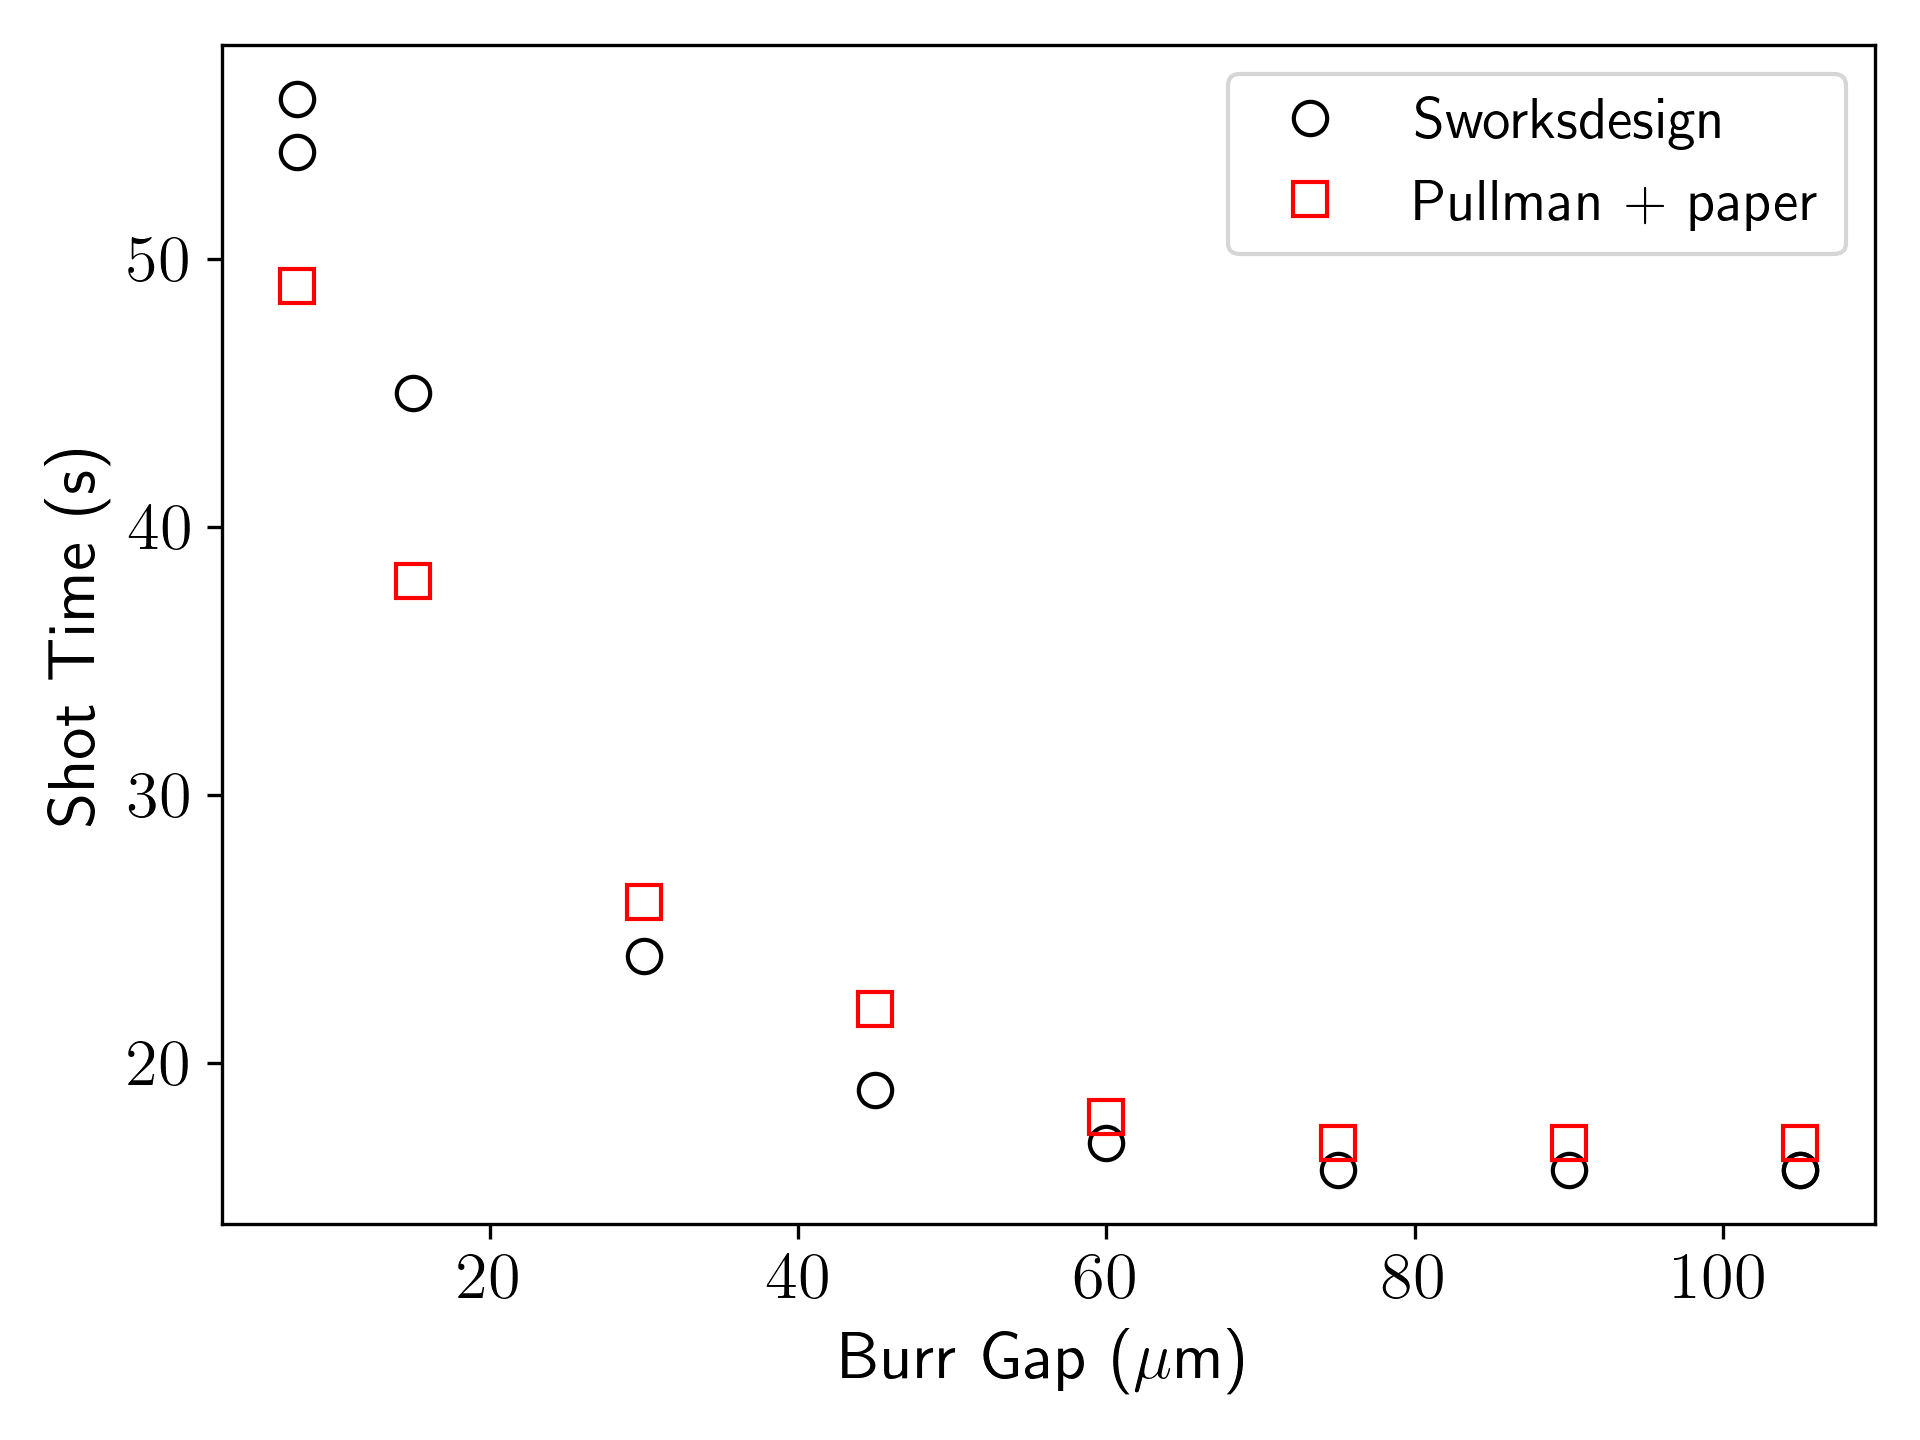 Sworksdesign
Pullman + paper
50
40
30
20
Shot Time (s)
20 40 60 80 100
Burr Gap (μm)